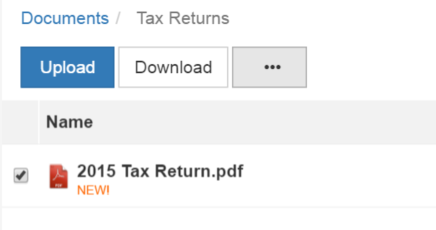 Documents / Tax Returns
Upload Download •••
Name
2015 Tax Return.pdf
NEW!